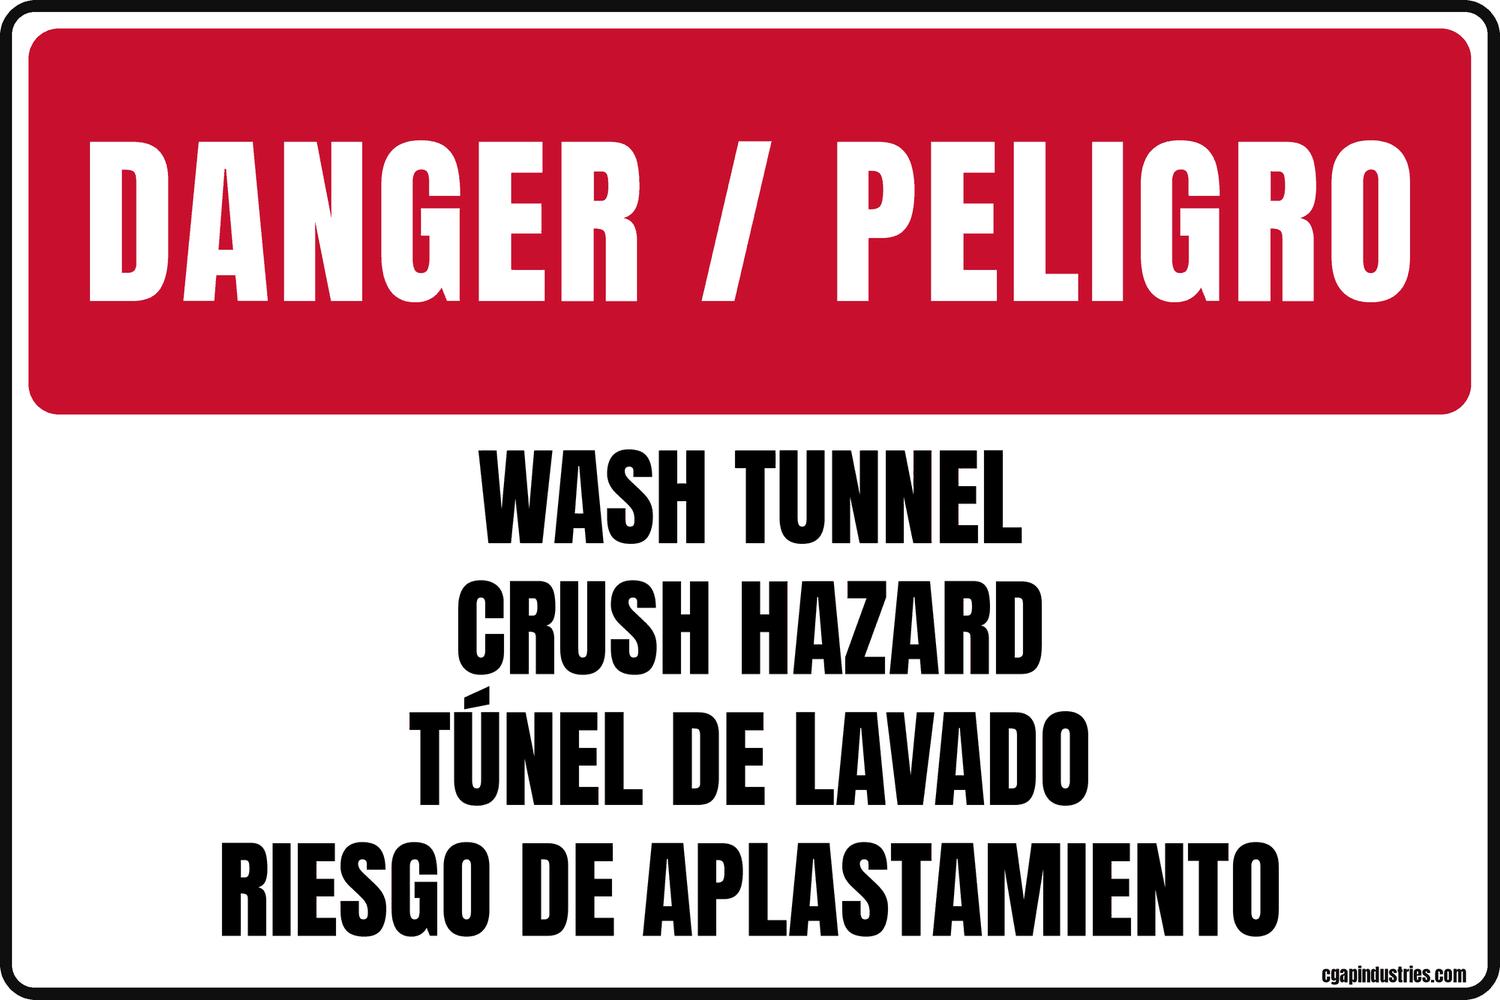 DANGER / PELIGRO
WASH TUNNEL
CRUSH HAZARD
TÚNEL DE LAVADO
RIESGO DE APLASTAMIENTO
cgapindustries.com